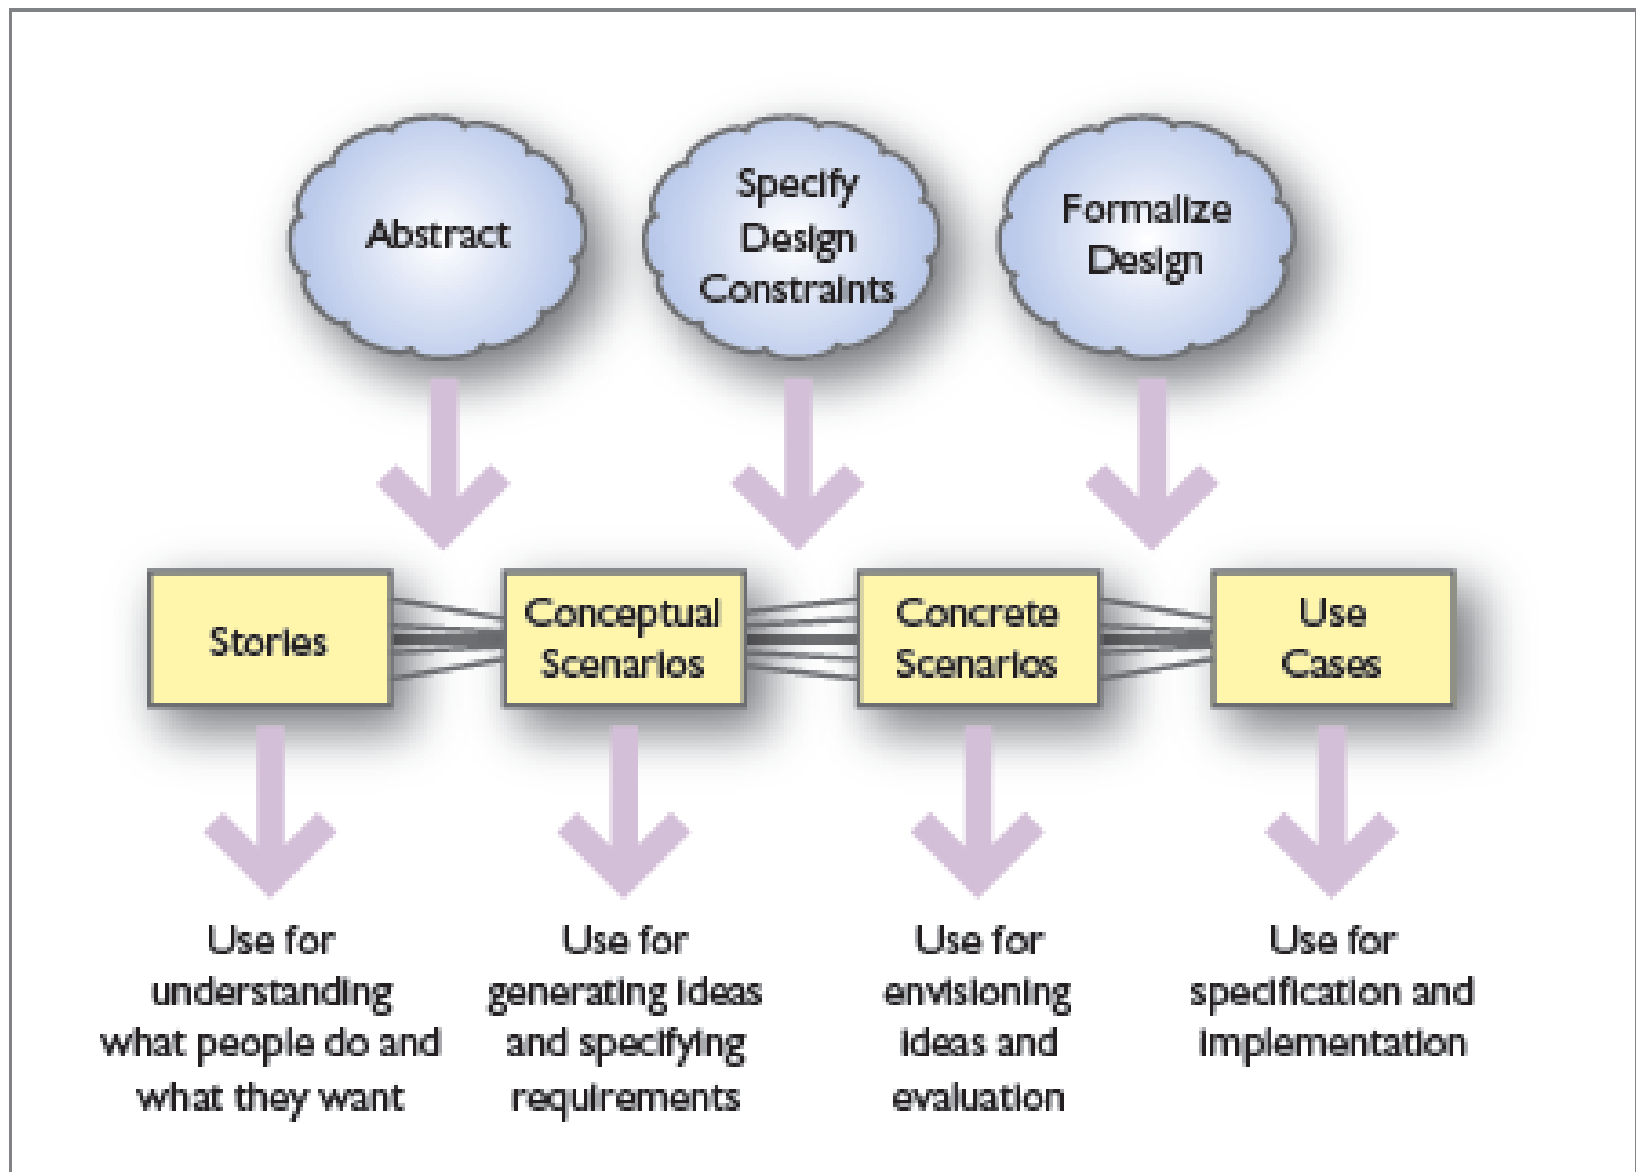 Abstract
Specify
Design
Constraints
Formalize
Design
Stories
Conceptual
Scenarios
Concrete
Scenarios
Use
Cases
Use for
understanding
what people do and
what they want
Use for
generating ideas
and specifying
requirements
Use for
envisioning
ideas and
evaluation
Use for
specification and
implementation